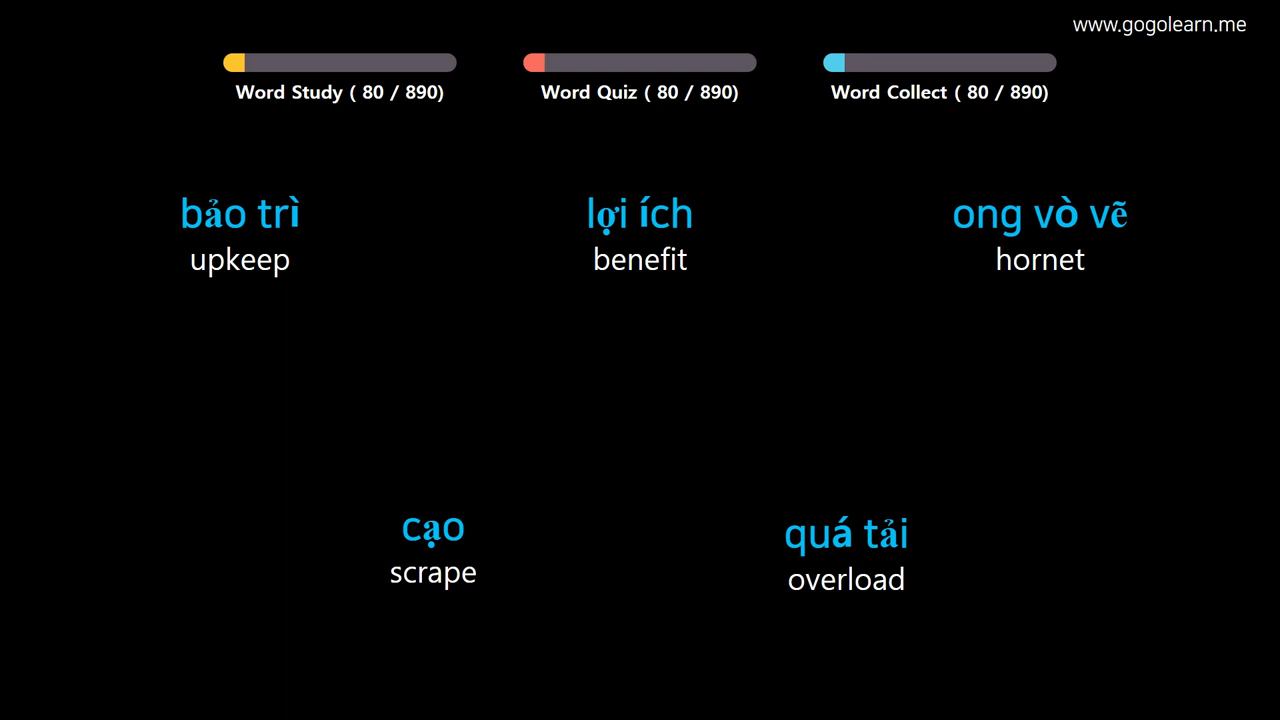 www.gogolearn.me
Word Study ( 80 / 890)
Word Quiz ( 80 / 890)
Word Collect ( 80 / 890)
bảo trì
upkeep
lợi ích
benefit
ong vò vẽ
hornet
cạo
scrape
quá tải
overload